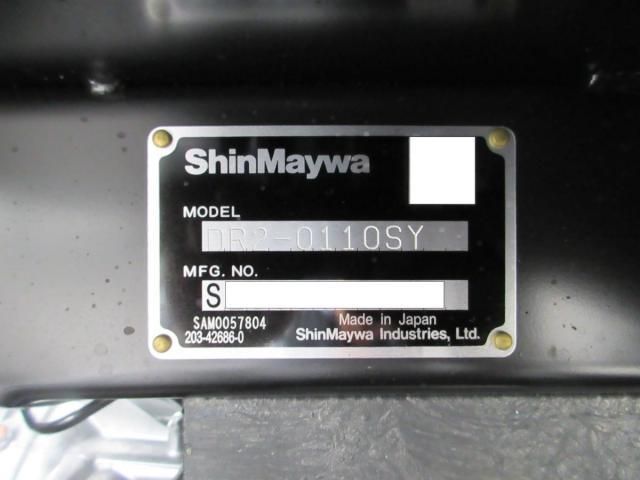 ShinMaywa
MODEL
DR2-0110SY
MFG. NO.
S
SAM0057804
203-42686-0
Made in Japan
ShinMaywa Industries, Ltd.